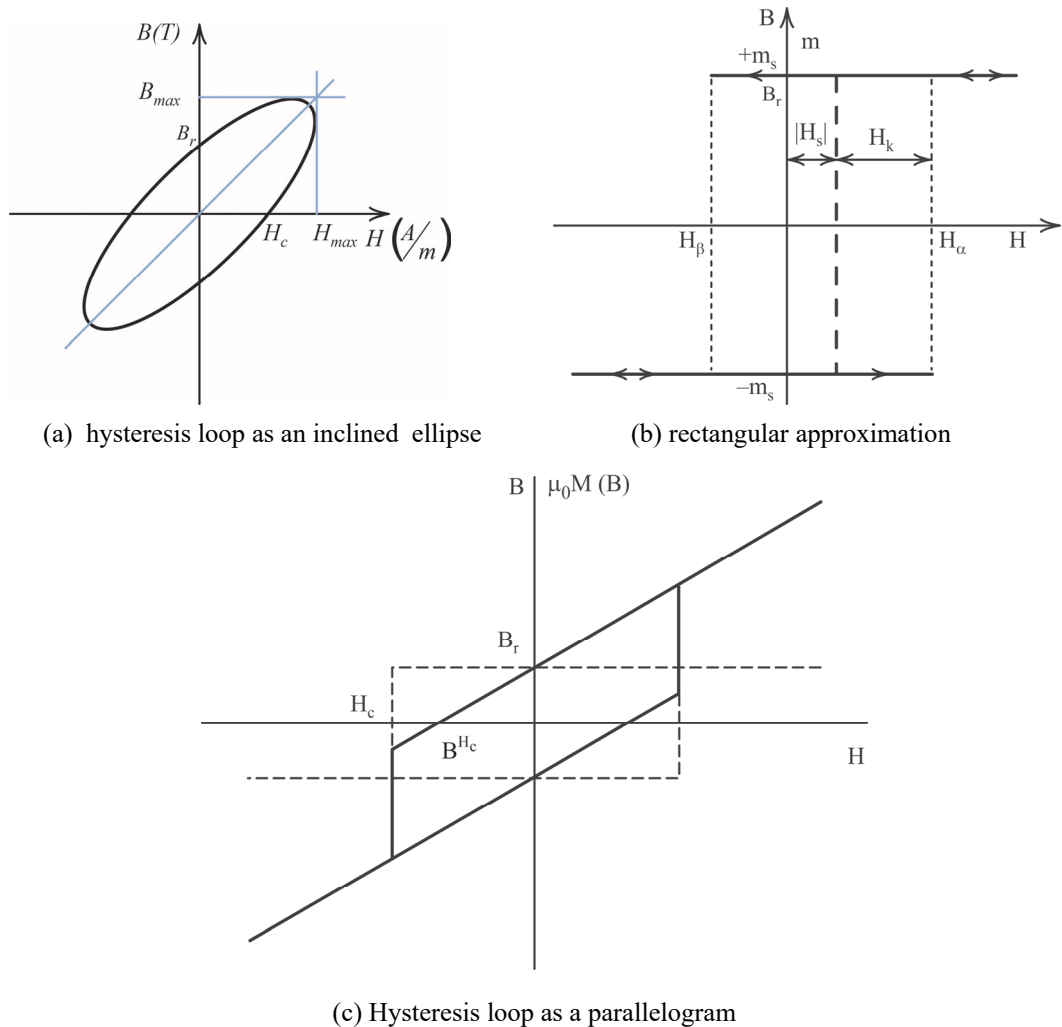 B(T)
B_max
B_r
H_c H_max H (A/m)
(a) hysteresis loop as an inclined ellipse
B m
+m_s
B_r
|H_s| H_k
H_β H_α H
–m_s
(b) rectangular approximation
B μ_0M (B)
B_r
H_c
B^H_c H
(c) Hysteresis loop as a parallelogram